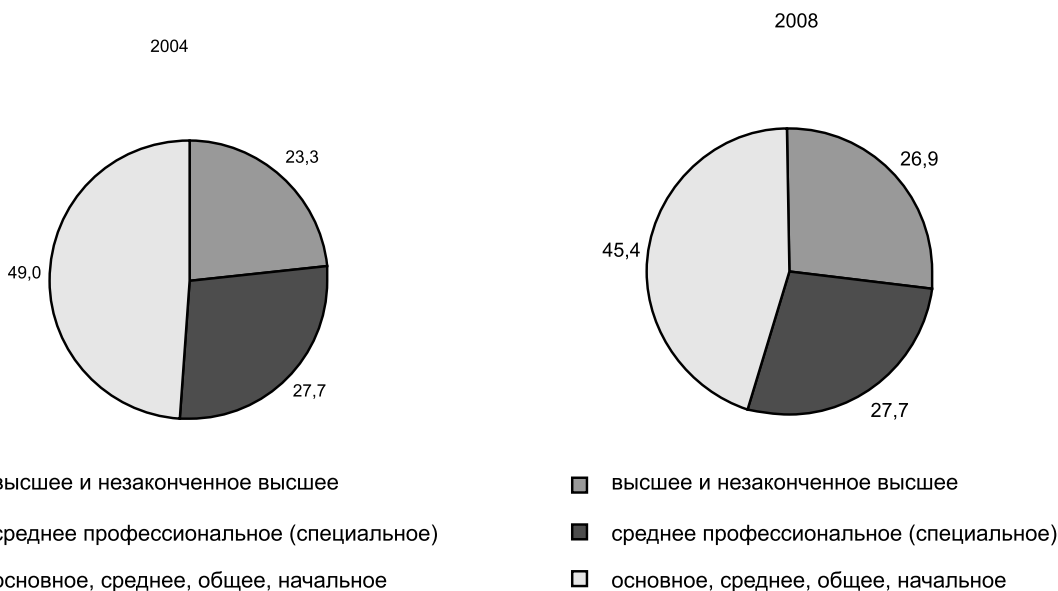 2004
23,3
49,0
27,7
высшее и незаконченное высшее
среднее профессиональное (специальное)
основное, среднее, общее, начальное
2008
26,9
45,4
27,7
высшее и незаконченное высшее
среднее профессиональное (специальное)
основное, среднее, общее, начальное